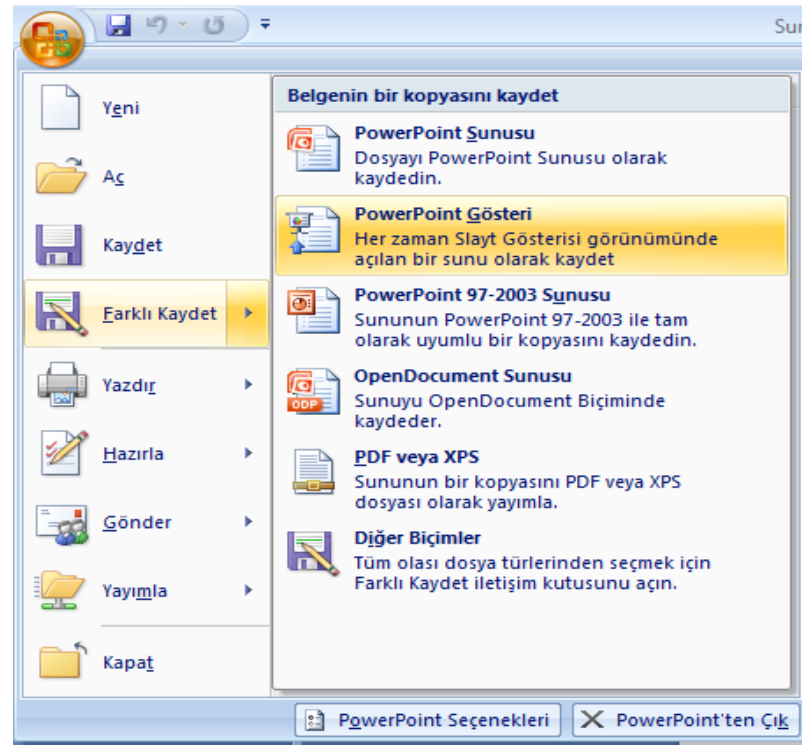 Sun
Yeni
Aç
Kaydet
Farklı Kaydet
Yazdır
Hazırla
Gönder
Yayımla
Kapat
Belgenin bir kopyasını kaydet
PowerPoint Sunusu
Dosyayı PowerPoint Sunusu olarak
kaydedin.
PowerPoint Gösteri
Her zaman Slayt Gösterisi görünümünde
açılan bir sunu olarak kaydet
PowerPoint 97-2003 Sunusu
Sununun PowerPoint 97-2003 ile tam
olarak uyumlu bir kopyasını kaydedin.
ODP
OpenDocument Sunusu
Sunuyu OpenDocument Biçiminde
kaydeder.
PDF veya XPS
Sununun bir kopyasını PDF veya XPS
dosyası olarak yayımla.
Diğer Biçimler
Tüm olası dosya türlerinden seçmek için
Farklı Kaydet iletişim kutusunu açın.
PowerPoint Seçenekleri
PowerPoint'ten Çık